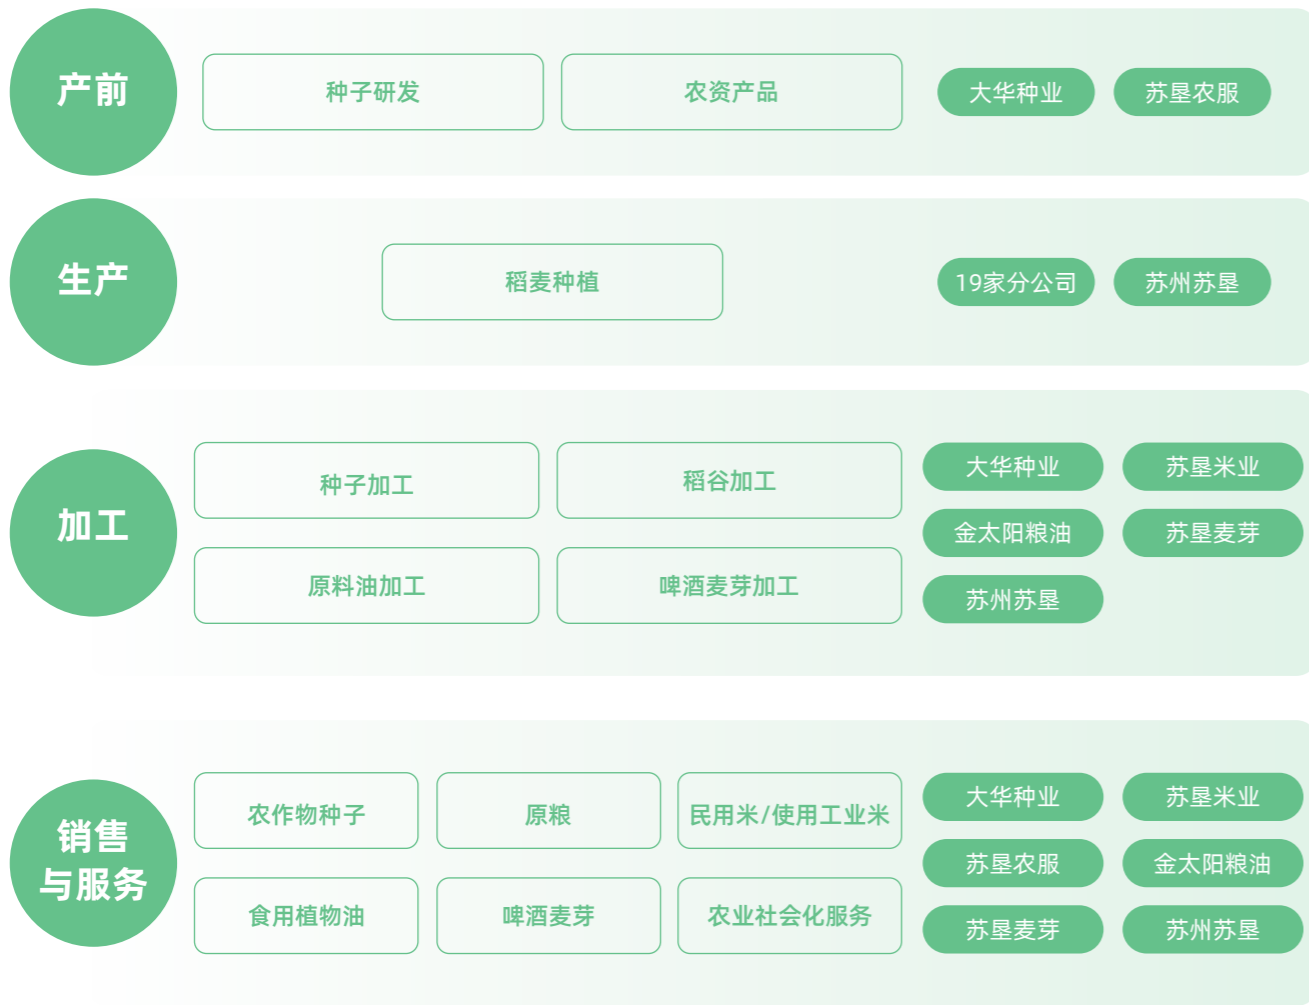 产前
种子研发
农资产品
大华种业
苏垦农服
生产
稻麦种植
19家分公司
苏州苏垦
加工
种子加工
稻谷加工
原料油加工
啤酒麦芽加工
大华种业
苏垦米业
金太阳粮油
苏垦麦芽
苏州苏垦
销售
与服务
农作物种子
原粮
民用米/使用工业米
食用植物油
啤酒麦芽
农业社会化服务
大华种业
苏垦米业
苏垦农服
金太阳粮油
苏垦麦芽
苏州苏垦